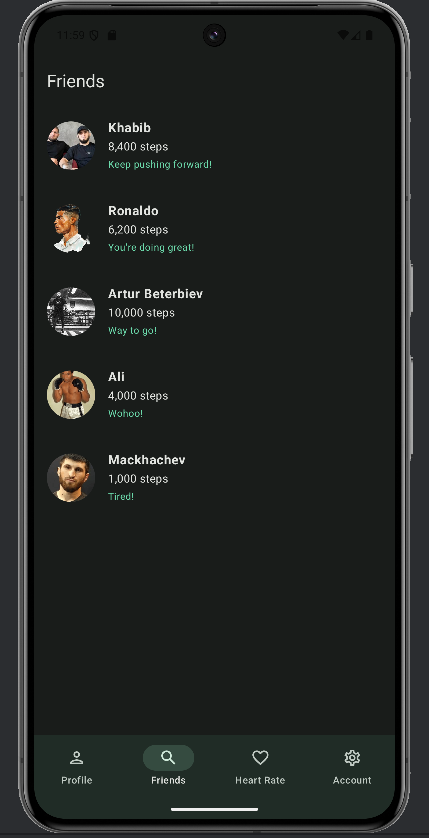 11:59
Friends
Khabib
8,400 steps
Keep pushing forward!
Ronaldo
6,200 steps
You're doing great!
Artur Beterbiev
10,000 steps
Way to go!
Ali
4,000 steps
Wohoo!
Mackhachev
1,000 steps
Tired!
Profile
Friends
Heart Rate
Account